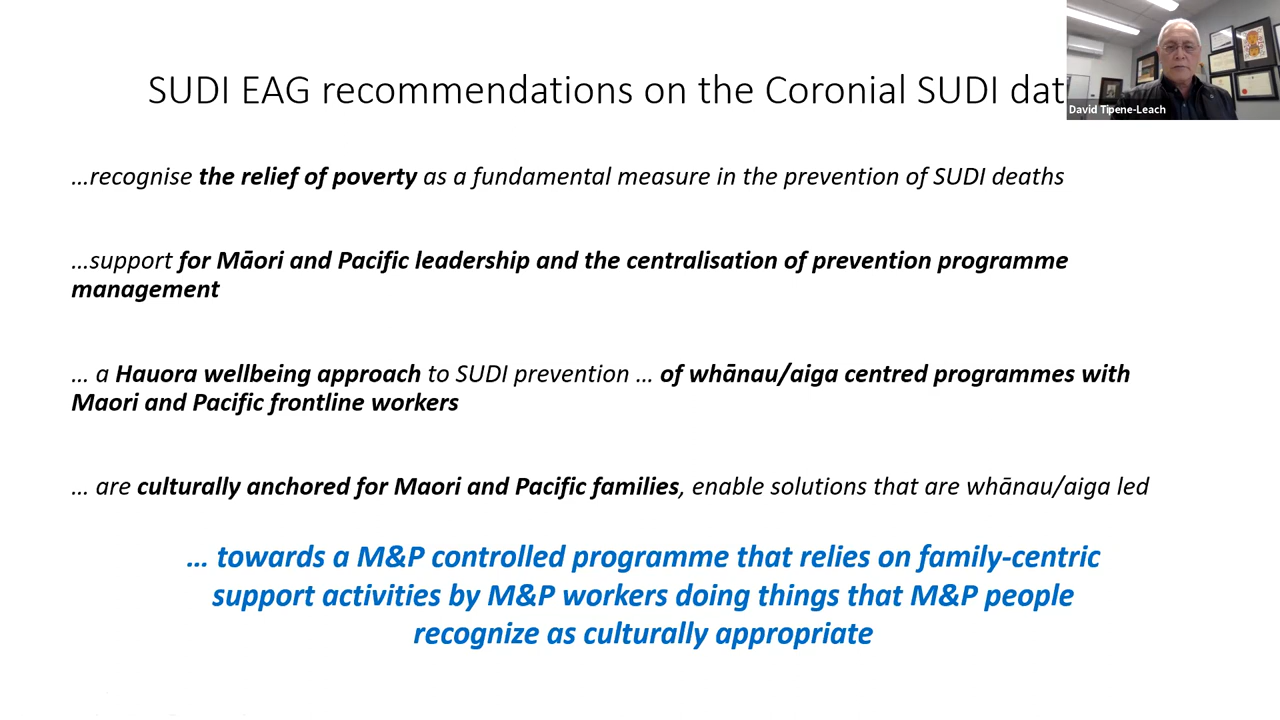 SUDI EAG recommendations on the Coronial SUDI dat
David Tipene-Leach
...recognise the relief of poverty as a fundamental measure in the prevention of SUDI deaths
...support for Māori and Pacific leadership and the centralisation of prevention programme
management
... a Hauora wellbeing approach to SUDI prevention ... of whānau/aiga centred programmes with
Maori and Pacific frontline workers
... are culturally anchored for Maori and Pacific families, enable solutions that are whānau/aiga led
... towards a M&P controlled programme that relies on family-centric
support activities by M&P workers doing things that M&P people
recognize as culturally appropriate